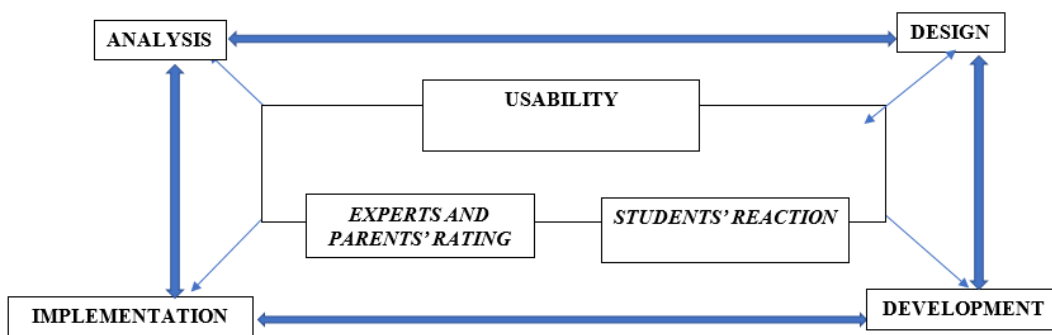 ANALYSIS
DESIGN
USABILITY
EXPERTS AND
PARENTS' RATING
STUDENTS' REACTION
IMPLEMENTATION
DEVELOPMENT